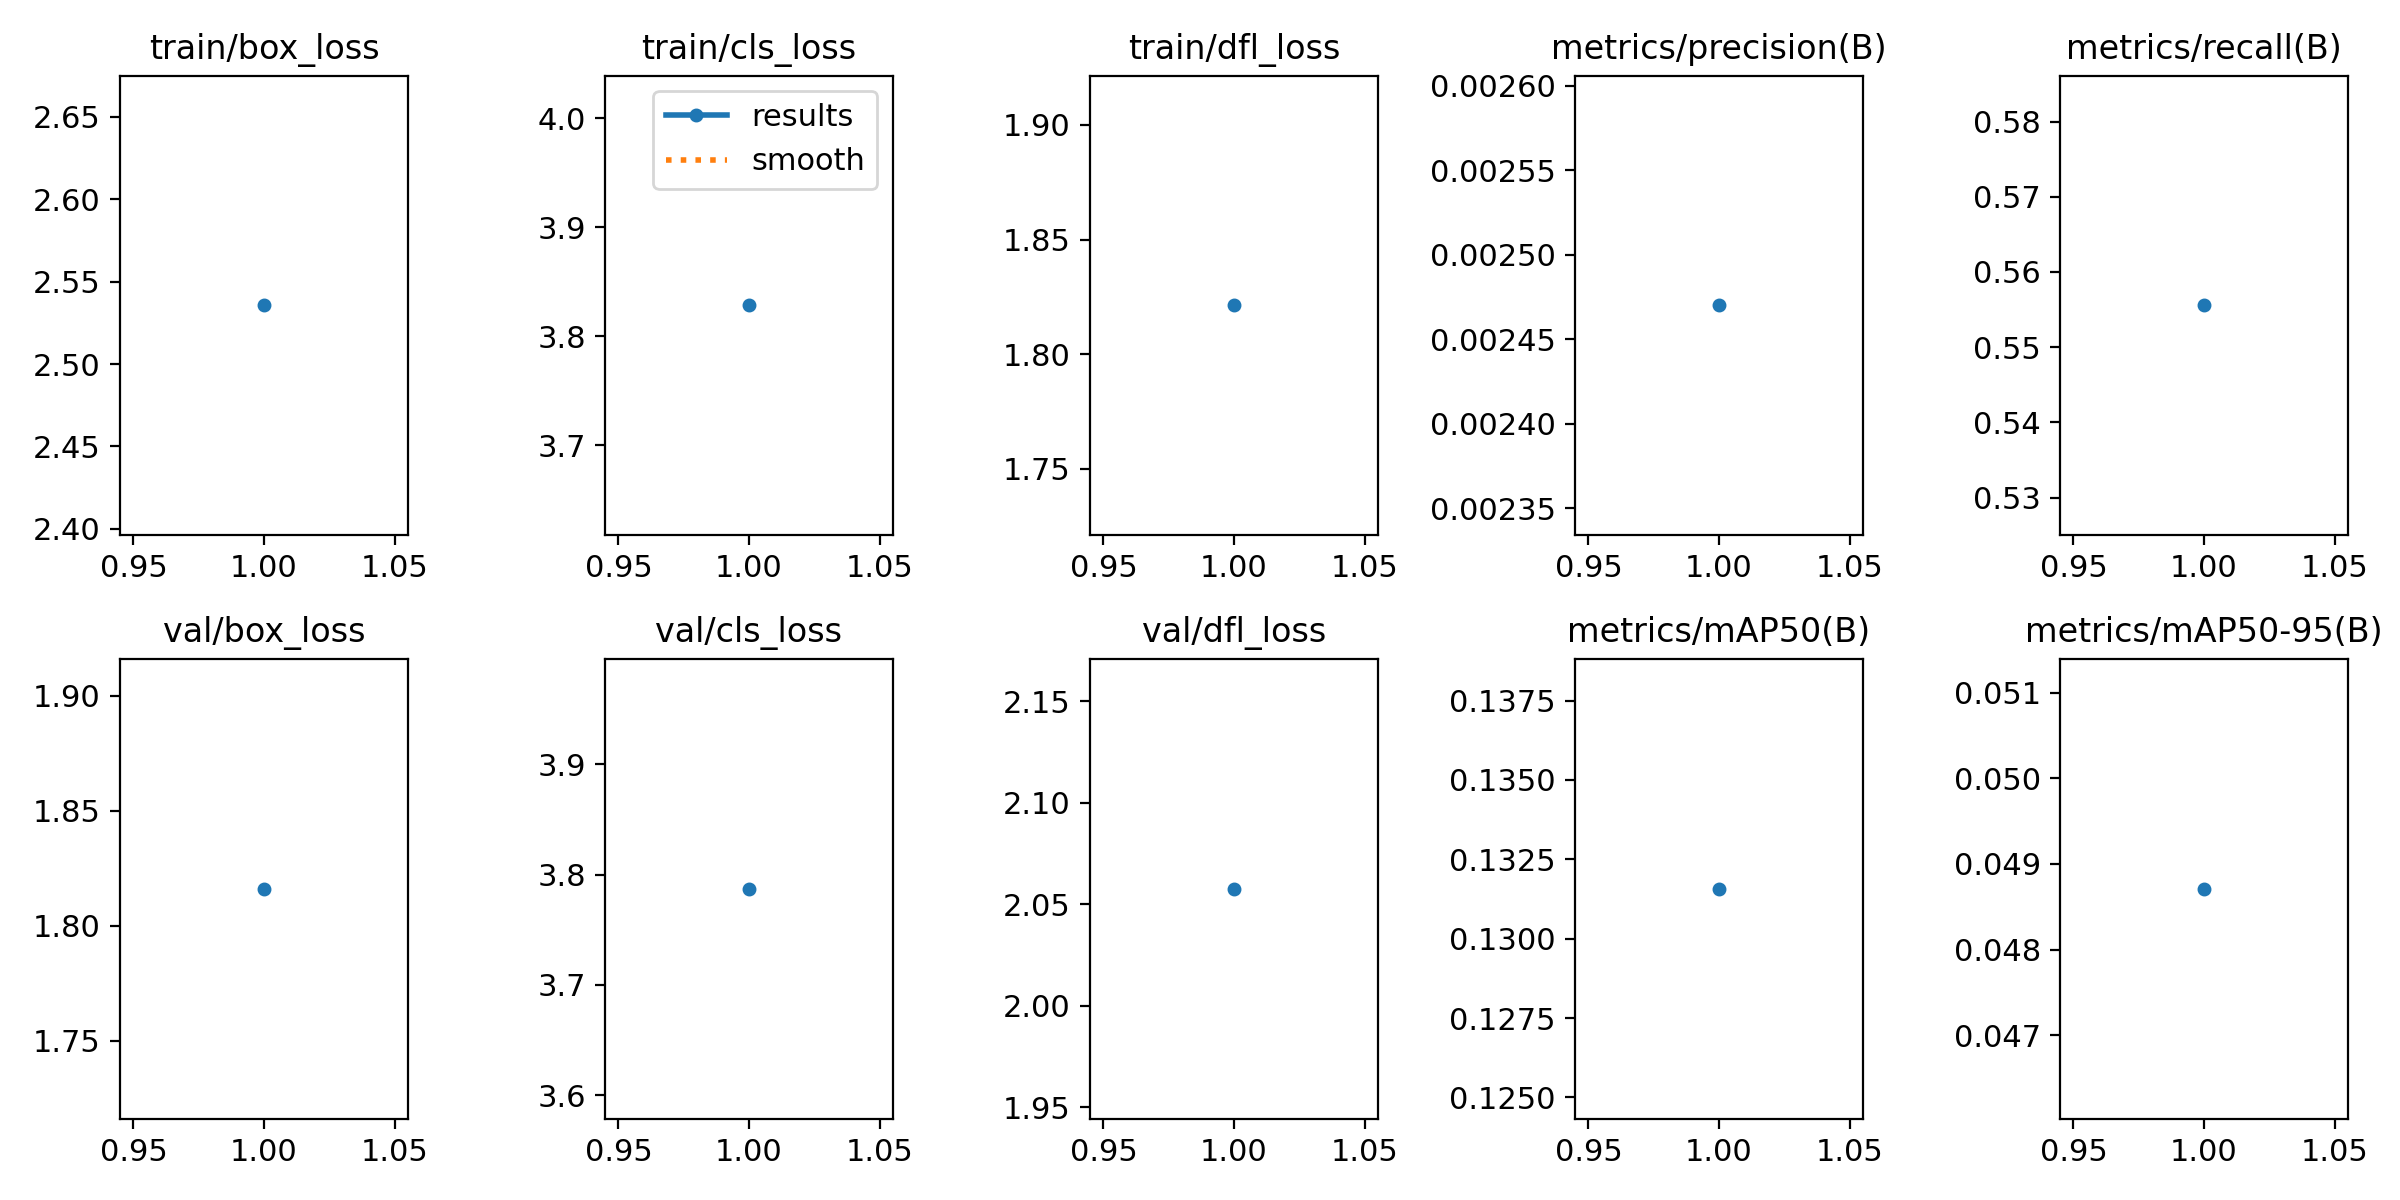 train/box_loss
2.65
2.60
2.55
2.50
2.45
2.40
0.95 1.00 1.05
train/cls_loss
results
smooth
4.0
3.9
3.8
3.7
0.95 1.00 1.05
train/dfl_loss
1.90
1.85
1.80
1.75
0.95 1.00 1.05
metrics/precision(B)
0.00260
0.00255
0.00250
0.00245
0.00240
0.00235
0.95 1.00 1.05
metrics/recall(B)
0.58
0.57
0.56
0.55
0.54
0.53
0.95 1.00 1.05
val/box_loss
1.90
1.85
1.80
1.75
0.95 1.00 1.05
val/cls_loss
3.9
3.8
3.7
3.6
0.95 1.00 1.05
val/dfl_loss
2.15
2.10
2.05
2.00
1.95
0.95 1.00 1.05
metrics/mAP50(B)
0.1375
0.1350
0.1325
0.1300
0.1275
0.1250
0.95 1.00 1.05
metrics/mAP50-95(B)
0.051
0.050
0.049
0.048
0.047
0.95 1.00 1.05